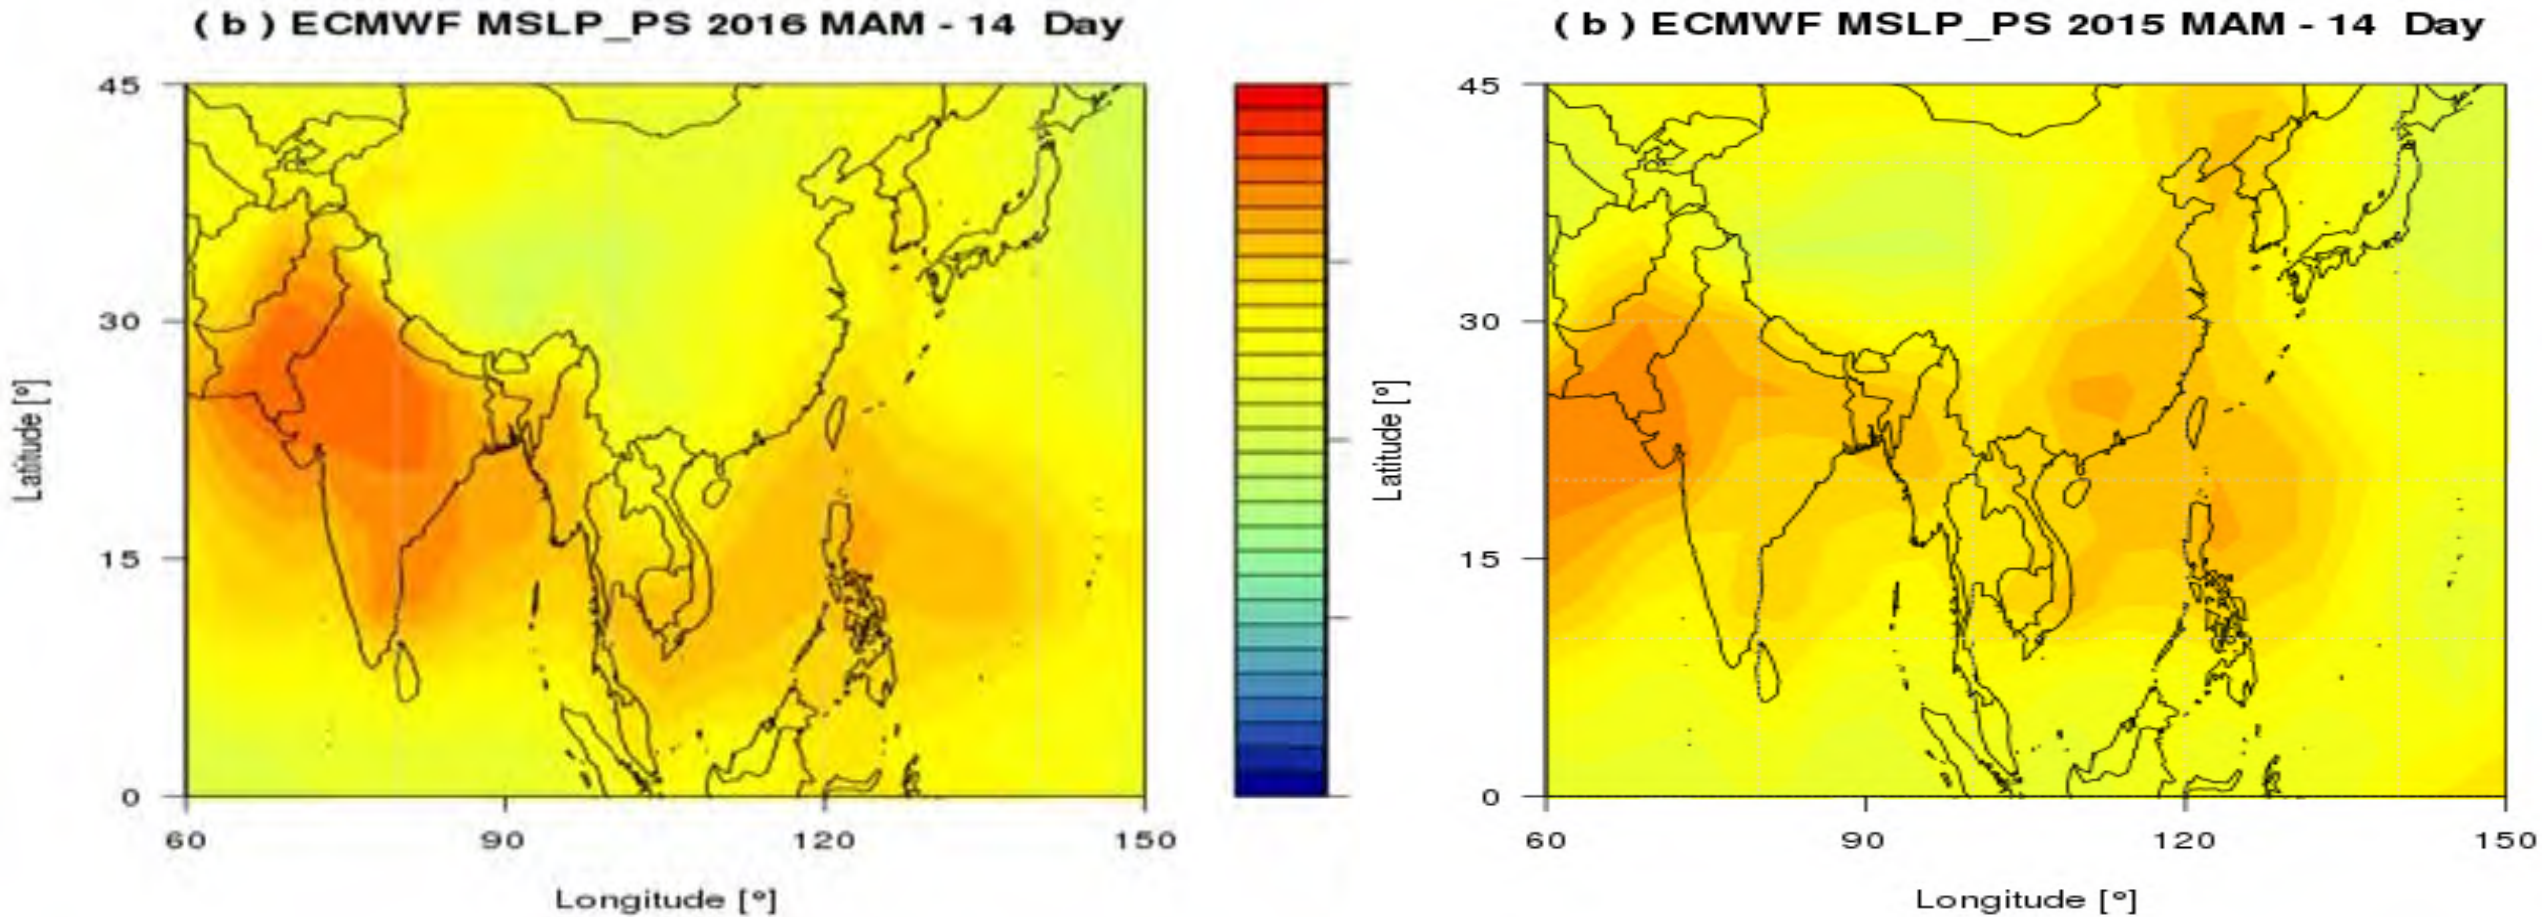 ( b ) ECMWF MSLP_PS 2016 MAM - 14 Day
45
30
15
0
Latitude [°]
60 90 120 150
Longitude [°]
( b ) ECMWF MSLP_PS 2015 MAM - 14 Day
45
30
15
0
Latitude [°]
60 90 120 150
Longitude [°]